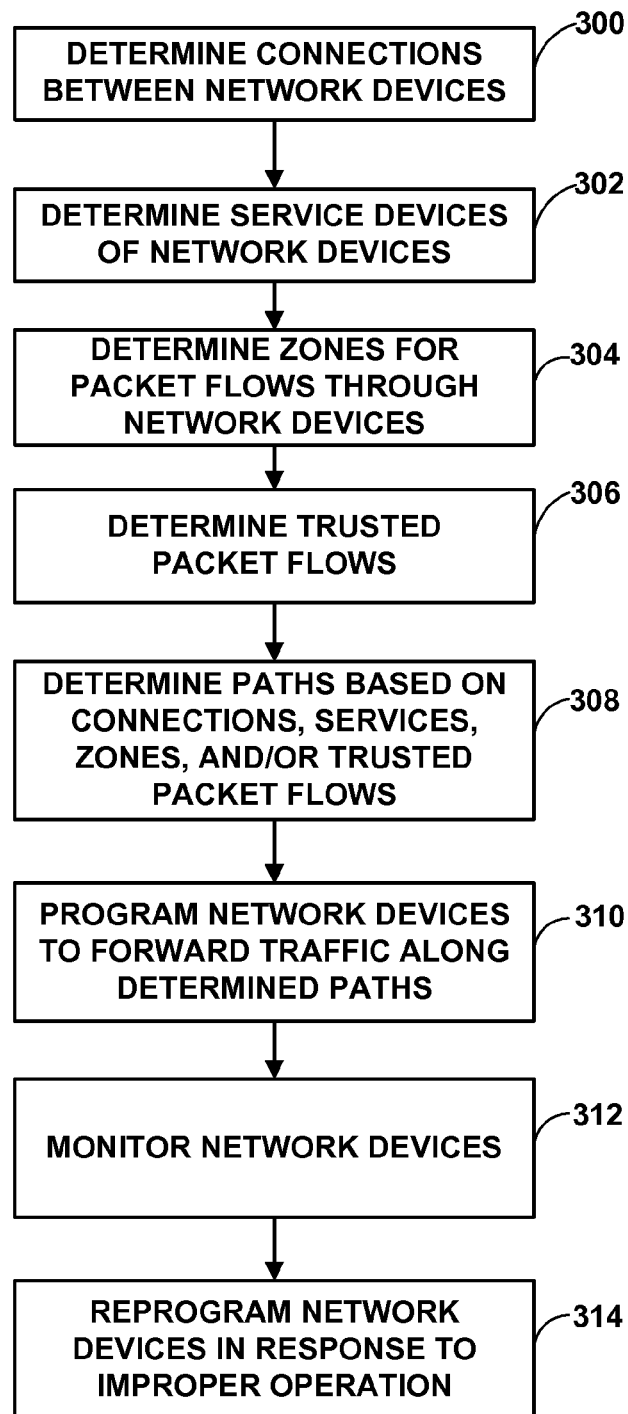 300
DETERMINE CONNECTIONS
BETWEEN NETWORK DEVICES
302
DETERMINE SERVICE DEVICES
OF NETWORK DEVICES
304
DETERMINE ZONES FOR
PACKET FLOWS THROUGH
NETWORK DEVICES
306
DETERMINE TRUSTED
PACKET FLOWS
308
DETERMINE PATHS BASED ON
CONNECTIONS, SERVICES,
ZONES, AND/OR TRUSTED
PACKET FLOWS
310
PROGRAM NETWORK DEVICES
TO FORWARD TRAFFIC ALONG
DETERMINED PATHS
312
MONITOR NETWORK DEVICES
314
REPROGRAM NETWORK
DEVICES IN RESPONSE TO
IMPROPER OPERATION